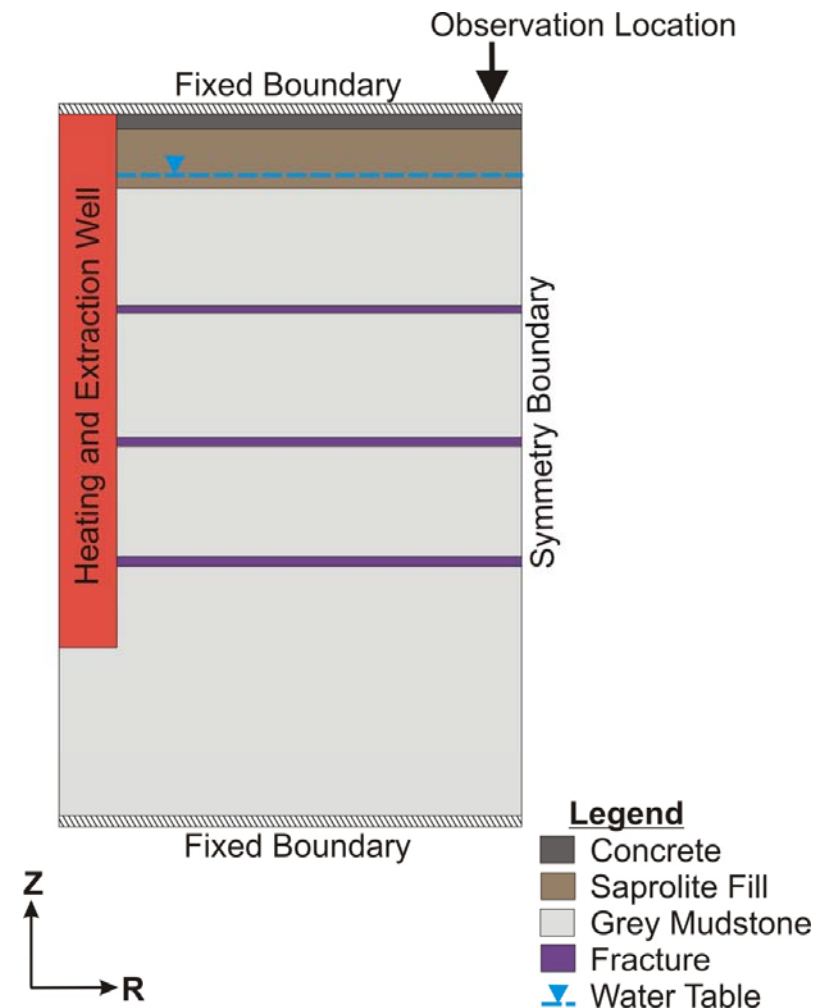 Observation Location
Fixed Boundary
Heating and Extraction Well
Symmetry Boundary
Fixed Boundary
Z
R
Legend
Concrete
Saprolite Fill
Grey Mudstone
Fracture
Water Table